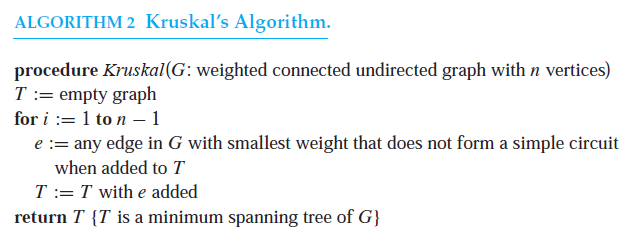 ALGORITHM 2 Kruskal's Algorithm.
procedure Kruskal(G: weighted connected undirected graph with n vertices)
T := empty graph
for i := 1 to n − 1
e := any edge in G with smallest weight that does not form a simple circuit
when added to T
T := T with e added
return T {T is a minimum spanning tree of G}